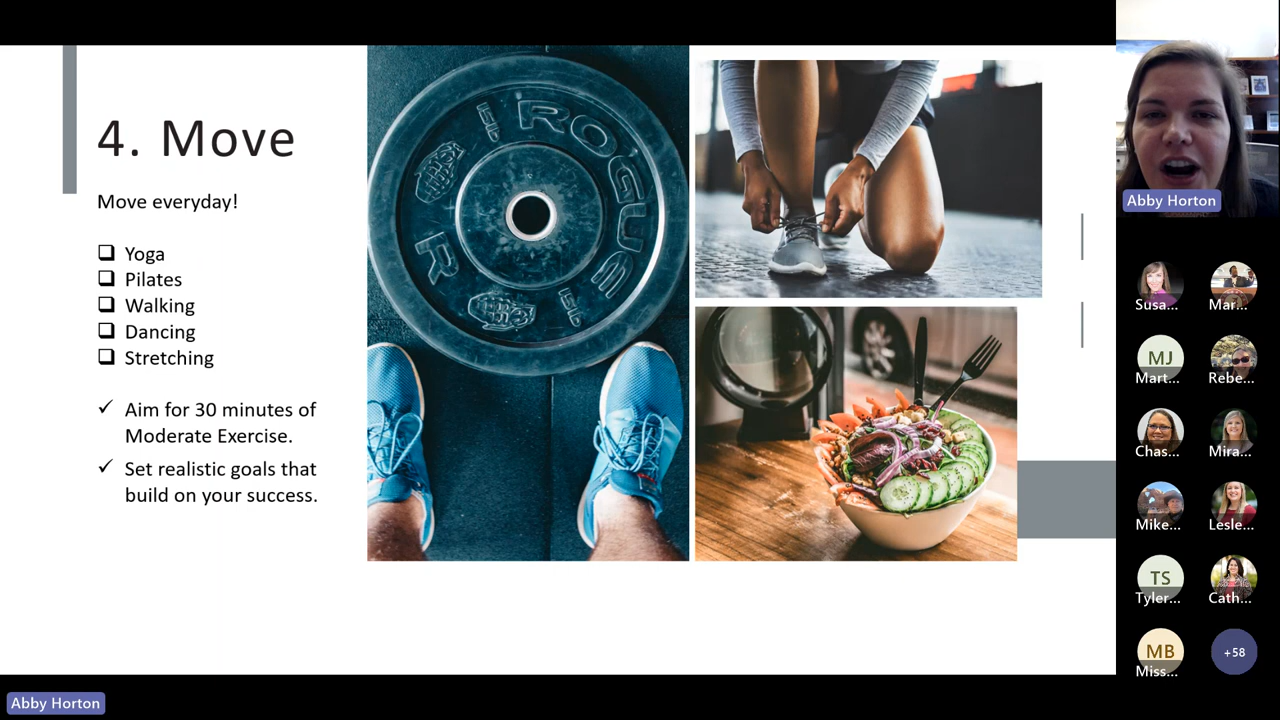 4. Move
Move everyday!
❑ Yoga
❑ Pilates
❑ Walking
❑ Dancing
❑ Stretching
✓ Aim for 30 minutes of
Moderate Exercise.
✓ Set realistic goals that
build on your success.
ROGUE
R
Abby Horton
Susa...
Mar...
MJ
Mart...
Rebe...
Chas...
Mira...
Mike...
Lesle...
TS
Tyler...
Cath...
MB
Miss...
+58
Abby Horton